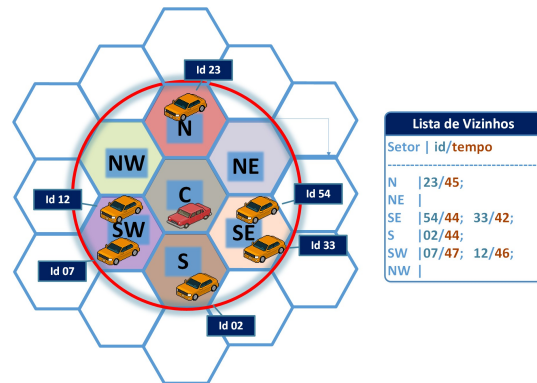 Id 23
N
NW
NE
C
Id 12
Id 54
SW
SE
Id 33
S
Id 07
Id 02
Lista de Vizinhos
Setor | id/tempo
------------------------------------
N |23/45;
NE |
SE |54/44; 33/42;
S |02/44;
SW |07/47; 12/46;
NW |